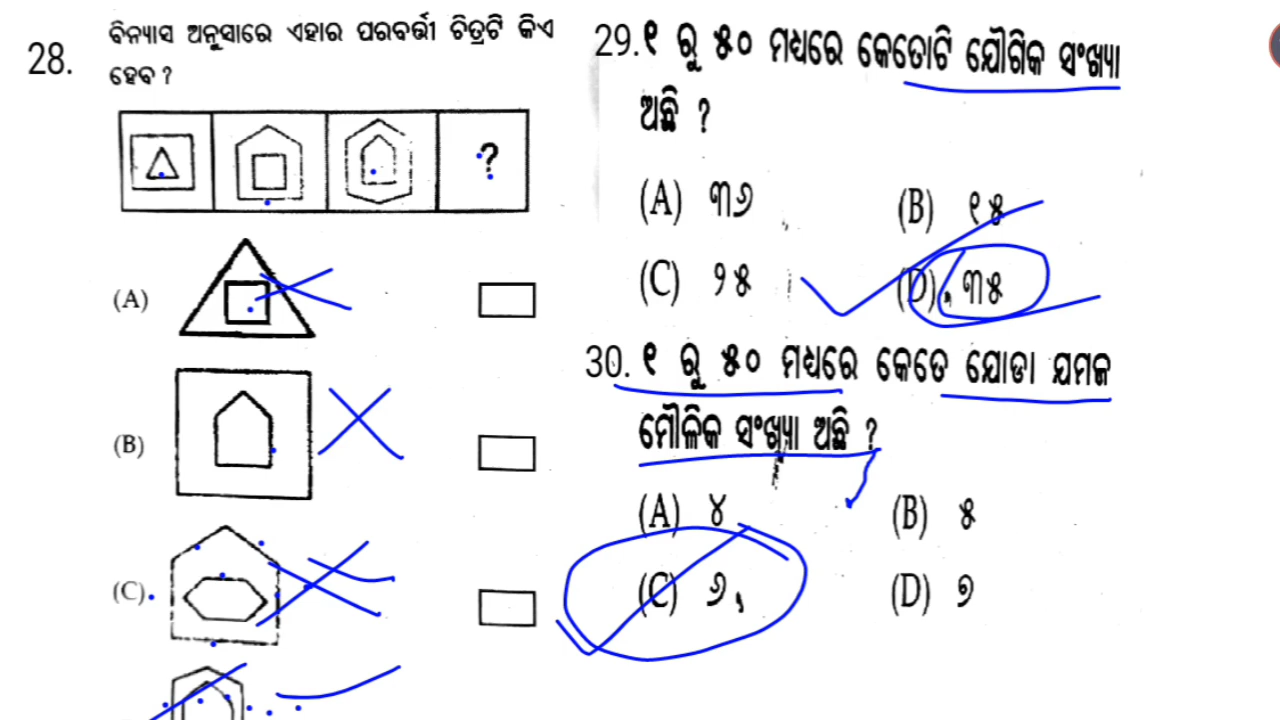 28.
ବିନ୍ୟାସ ଅନୁସାରେ ଏହାର ପରବର୍ତ୍ତୀ ଚିତ୍ରଟି କିଏ
ହେବ ?
?
(A)
(B)
(C)
29. ୧ ରୁ ୫୦ ମଧ୍ୟରେ କେତୋଟି ଯୌଗିକ ସଂଖ୍ୟା
ଅଛି ?
(A) ୩୬
(B) ୧୫
(C) ୨୫
(D) ୩୫
30. ୧ ରୁ ୫୦ ମଧ୍ୟରେ କେତେ ଯୋଡା ଯମଜ
ମୌଳିକ ସଂଖ୍ୟା ଅଛି ?
(A) ୪
(B) ୫
(C) ୬
(D) ୭